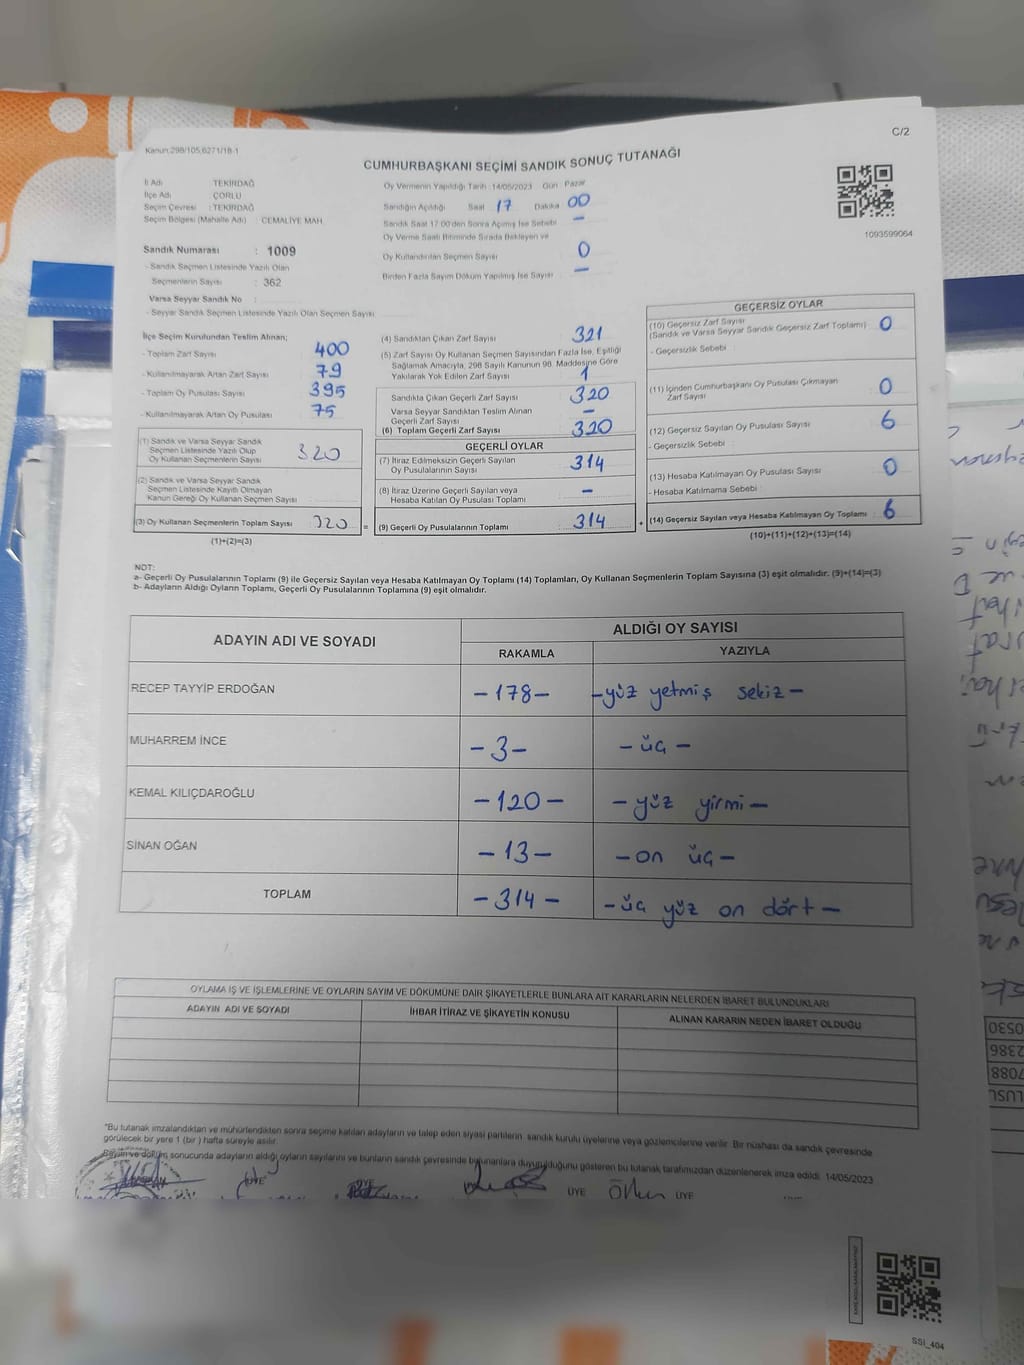 C/2
Kanun:298/105,6271/18-1
CUMHURBAŞKANI SEÇİMİ SANDIK SONUÇ TUTANAĞI
1093599064
İl Adı TEKİRDAĞ
İlçe Adı ÇORLU
Seçim Çevresi : TEKİRDAĞ
Seçim Bölgesi (Mahalle Adı) CEMALİYE MAH.
Sandık Numarası : 1009
- Sandık Seçmen Listesinde Yazılı Olan
Seçmenlerin Sayısı : 362
Varsa Seyyar Sandık No :
- Seyyar Sandık Seçmen Listesinde Yazılı Olan Seçmen Sayısı
Oy Vermenin Yapıldığı Tarih :14/05/2023 Gün Pazar
Sandığın Açıldığı Saat 17 Dakika 00
Sandık Saat 17:00'den Sonra Açılmış İse Sebebi –
Oy Verme Saati Bitiminde Sırada Bekleyen ve
Oy Kullandırılan Seçmen Sayısı 0
Birden Fazla Sayım Döküm Yapılmış İse Sayısı –
İlçe Seçim Kurulundan Teslim Alınan;
- Toplam Zarf Sayısı 400
- Kullanılmayarak Artan Zarf Sayısı 79
- Toplam Oy Pusulası Sayısı 395
- Kullanılmayarak Artan Oy Pusulası 75
(1) Sandık ve Varsa Seyyar Sandık
Seçmen Listesinde Yazılı Olup
Oy Kullanan Seçmenlerin Sayısı 320
(2) Sandık ve Varsa Seyyar Sandık
Seçmen Listesinde Kayıtlı Olmayan
Kanun Gereği Oy Kullanan Seçmen Sayısı
(3) Oy Kullanan Seçmenlerin Toplam Sayısı 320 =
(1)+(2)=(3)
(4) Sandıktan Çıkan Zarf Sayısı 321
(5) Zarf Sayısı Oy Kullanan Seçmen Sayısından Fazla İse, Eşitliği
Sağlamak Amacıyla, 298 Sayılı Kanunun 98. Maddesine Göre
Yakılarak Yok Edilen Zarf Sayısı 1
Sandıkta Çıkan Geçerli Zarf Sayısı 320
Varsa Seyyar Sandıktan Teslim Alınan
Geçerli Zarf Sayısı –
(6) Toplam Geçerli Zarf Sayısı 320
GEÇERLİ OYLAR
(7) İtiraz Edilmeksizin Geçerli Sayılan
Oy Pusulalarının Sayısı 314
(8) İtiraz Üzerine Geçerli Sayılan veya
Hesaba Katılan Oy Pusulası Toplamı –
(9) Geçerli Oy Pusulalarının Toplamı 314 +
GEÇERSİZ OYLAR
(10) Geçersiz Zarf Sayısı
(Sandık ve Varsa Seyyar Sandık Geçersiz Zarf Toplamı) 0
- Geçersizlik Sebebi :
(11) İçinden Cumhurbaşkanı Oy Pusulası Çıkmayan
Zarf Sayısı 0
(12) Geçersiz Sayılan Oy Pusulası Sayısı 6
- Geçersizlik Sebebi :
(13) Hesaba Katılmayan Oy Pusulası Sayısı 0
- Hesaba Katılmama Sebebi :
(14) Geçersiz Sayılan veya Hesaba Katılmayan Oy Toplamı : 6
(10)+(11)+(12)+(13)=(14)
NOT:
a- Geçerli Oy Pusulalarının Toplamı (9) ile Geçersiz Sayılan veya Hesaba Katılmayan Oy Toplamı (14) Toplamları, Oy Kullanan Seçmenlerin Toplam Sayısına (3) eşit olmalıdır. (9)+(14)=(3)
b- Adayların Aldığı Oyların Toplamı, Geçerli Oy Pusulalarının Toplamına (9) eşit olmalıdır.
ADAYIN ADI VE SOYADI ALDIĞI OY SAYISI
RAKAMLA YAZIYLA
RECEP TAYYİP ERDOĞAN –178– –yüz yetmiş sekiz–
MUHARREM İNCE –3– –üç–
KEMAL KILIÇDAROĞLU –120– –yüz yirmi–
SİNAN OĞAN –13– –on üç–
TOPLAM –314– –üç yüz on dört–
OYLAMA İŞ VE İŞLEMLERİNE VE OYLARIN SAYIM VE DÖKÜMÜNE DAİR ŞİKAYETLERLE BUNLARA AİT KARARLARIN NELERDEN İBARET BULUNDUKLARI
ADAYIN ADI VE SOYADI İHBAR İTİRAZ VE ŞİKAYETİN KONUSU ALINAN KARARIN NEDEN İBARET OLDUĞU
*Bu tutanak imzalandıktan ve mühürlendikten sonra seçime katılan adayların ve talep eden siyasi partilerin sandık kurulu üyelerine veya gözlemcilerine verilir. Bir nüshası da sandık çevresinde
görülecek bir yere 1 (bir ) hafta süreyle asılır.
Sayım ve döküm sonucunda adayların aldığı oyların sayılarını ve bunların sandık çevresinde bulunanlara duyurulduğunu gösteren bu tutanak tarafımızdan düzenlenerek imza edildi. 14/05/2023
ÜYE ÜYE ÜYE ÜYE
SSİ_404